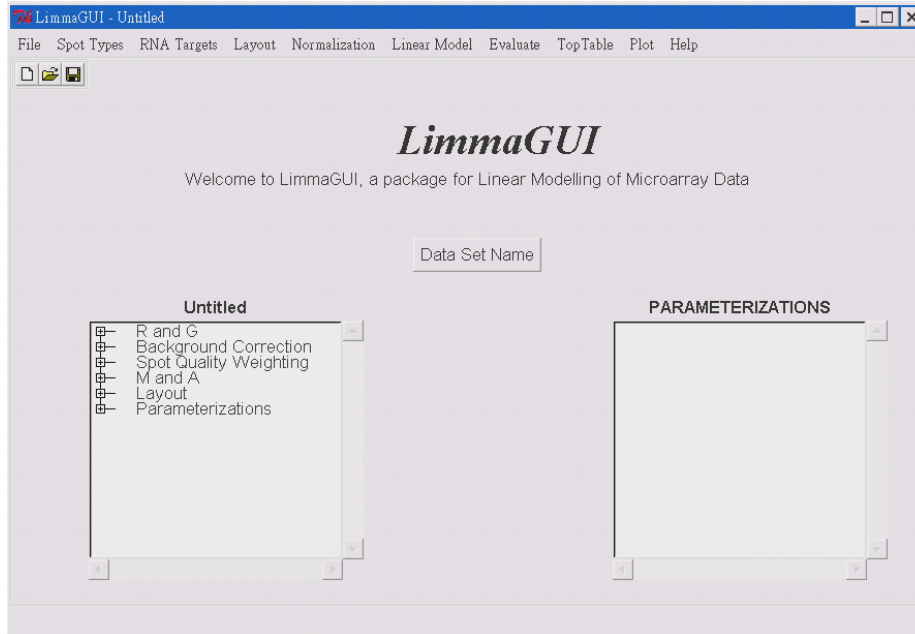 LimmaGUI - Untitled
File Spot Types RNA Targets Layout Normalization Linear Model Evaluate TopTable Plot Help
LimmaGUI
Welcome to LimmaGUI, a package for Linear Modelling of Microarray Data
Data Set Name
Untitled
R and G
Background Correction
Spot Quality Weighting
M and A
Layout
Parameterizations
PARAMETERIZATIONS